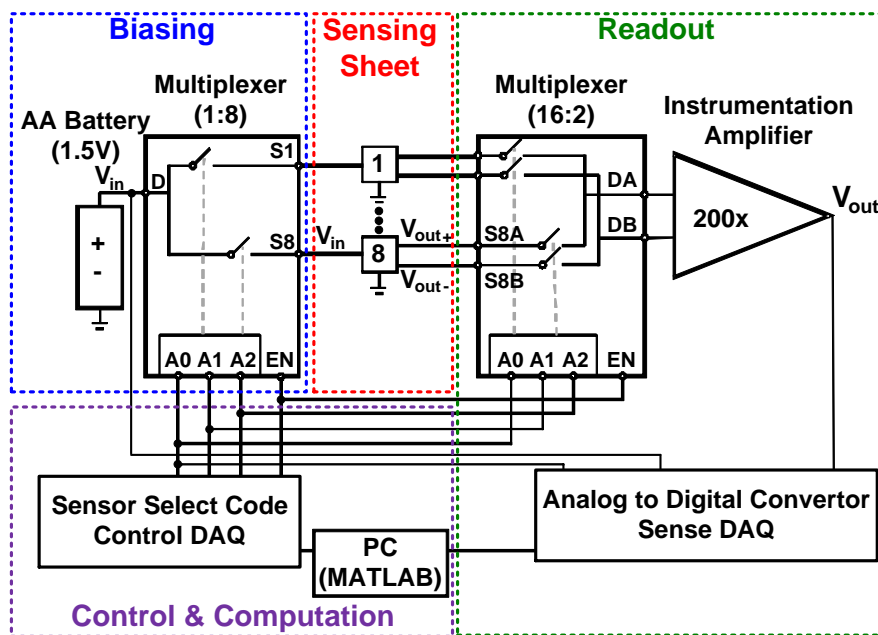 Biasing
Sensing
Sheet
Readout
Multiplexer
(1:8)
Multiplexer
(16:2)
Instrumentation
Amplifier
AA Battery
(1.5V)
Vin
D
S1
S8
Vin
1
8
Vout+
Vout-
S8A
S8B
DA
DB
200x
Vout
+
-
A0 A1 A2 EN
A0 A1 A2 EN
Sensor Select Code
Control DAQ
PC
(MATLAB)
Analog to Digital Convertor
Sense DAQ
Control & Computation